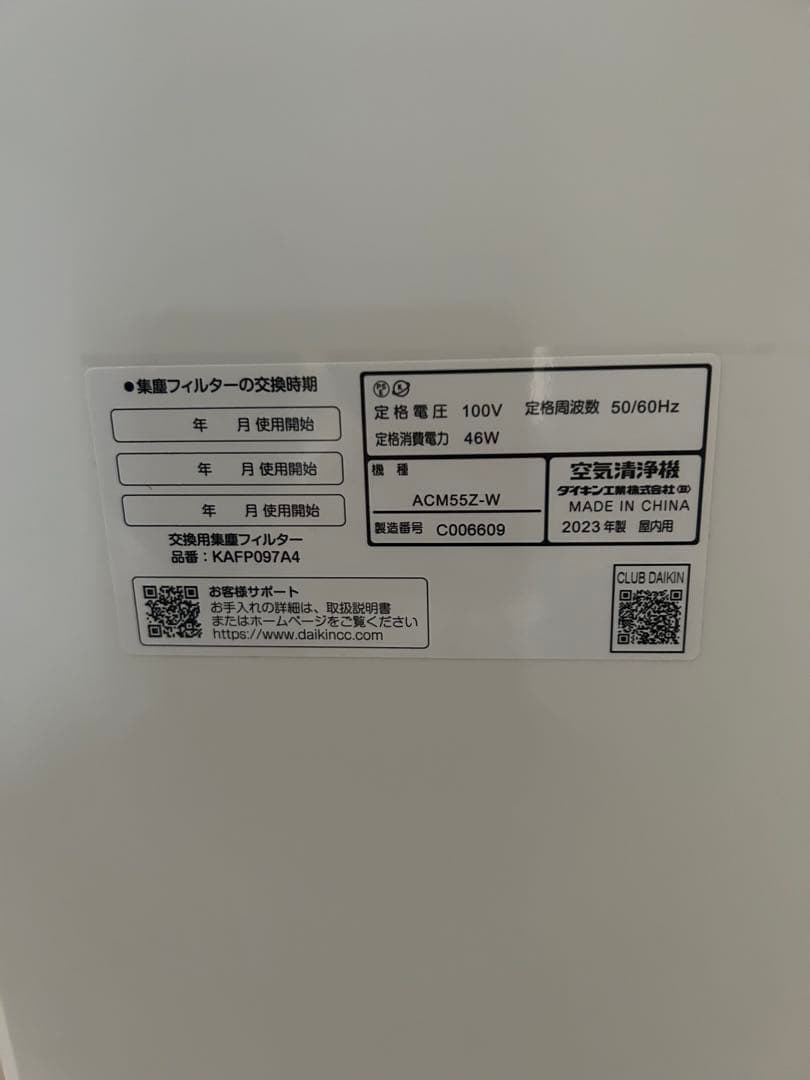 ●集塵フィルターの交換時期
年 月 使用開始
年 月 使用開始
年 月 使用開始
交換用集塵フィルター
品番：KAFP097A4
お客様サポート
お手入れの詳細は、取扱説明書
またはホームページをご覧ください
https://www.daikincc.com
定格電圧 100V 定格周波数 50/60Hz
定格消費電力 46W
機種
ACM55Z-W
製造番号 C006609
空気清浄機
ダイキン工業株式会社
MADE IN CHINA
2023年製 屋内用
CLUB DAIKIN